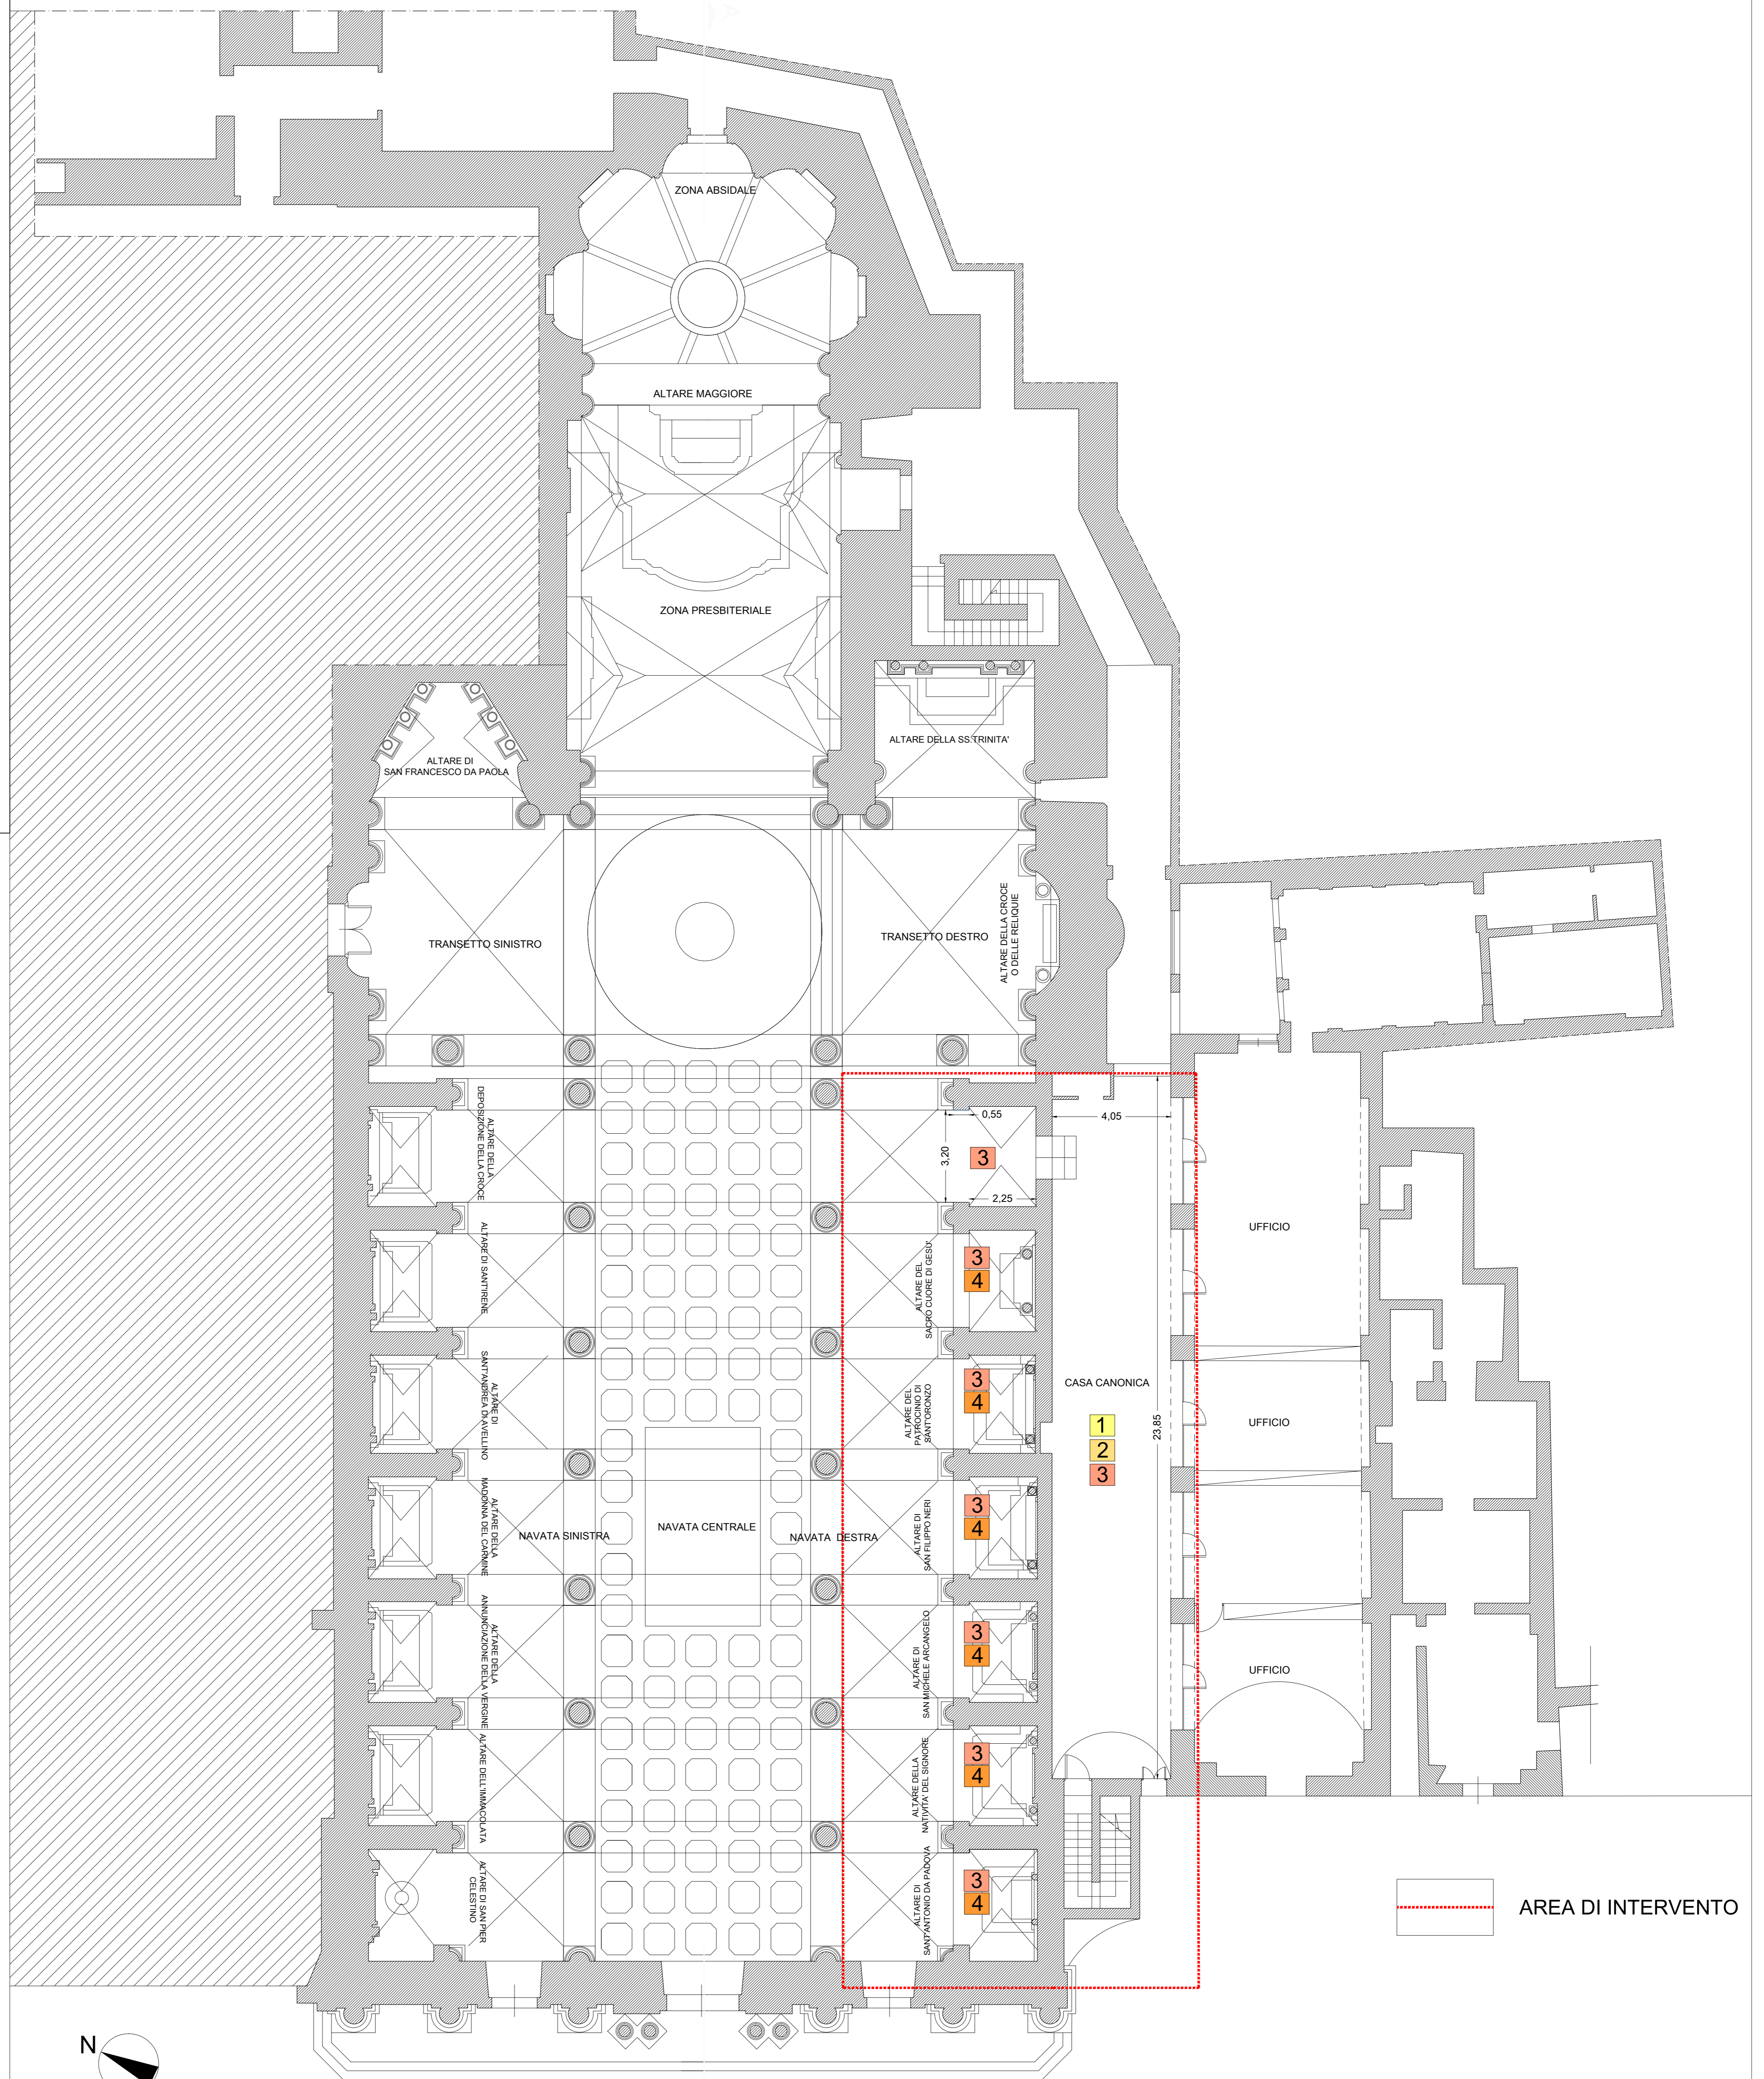 ZONA ABSIDALE
ALTARE MAGGIORE
ZONA PRESBITERIALE
ALTARE DELLA SS.TRINITA'
ALTARE DI
SAN FRANCESCO DA PAOLA
TRANSETTO SINISTRO
TRANSETTO DESTRO
ALTARE DELLA CROCE
O DELLE RELIQUIE
ALTARE DELLA
DEPOSIZIONE DELLA CROCE
0,55
3,20
3
2,25
4,05
ALTARE DI SANT'IRENE
ALTARE DEL
SACRO CUORE DI GESU'
3
4
UFFICIO
ALTARE DI
SANT'ANDREA D'AVELLINO
ALTARE DEL
PATROCINIO DI
SANT'ORONZO
3
4
CASA CANONICA
1
2
3
23,85
UFFICIO
ALTARE DELLA
MADONNA DEL CARMINE
NAVATA SINISTRA
NAVATA CENTRALE
NAVATA DESTRA
ALTARE DI
SAN FILIPPO NERI
3
4
ALTARE DELLA
ANNUNCIAZIONE DELLA VERGINE
ALTARE DI
SAN MICHELE ARCANGELO
3
4
UFFICIO
ALTARE DELL'IMMACOLATA
ALTARE DELLA
NATIVITA' DEL SIGNORE
3
4
ALTARE DI SAN PIER
CELESTINO
ALTARE DI
SANT'ANTONIO DA PADOVA
3
4
AREA DI INTERVENTO
N